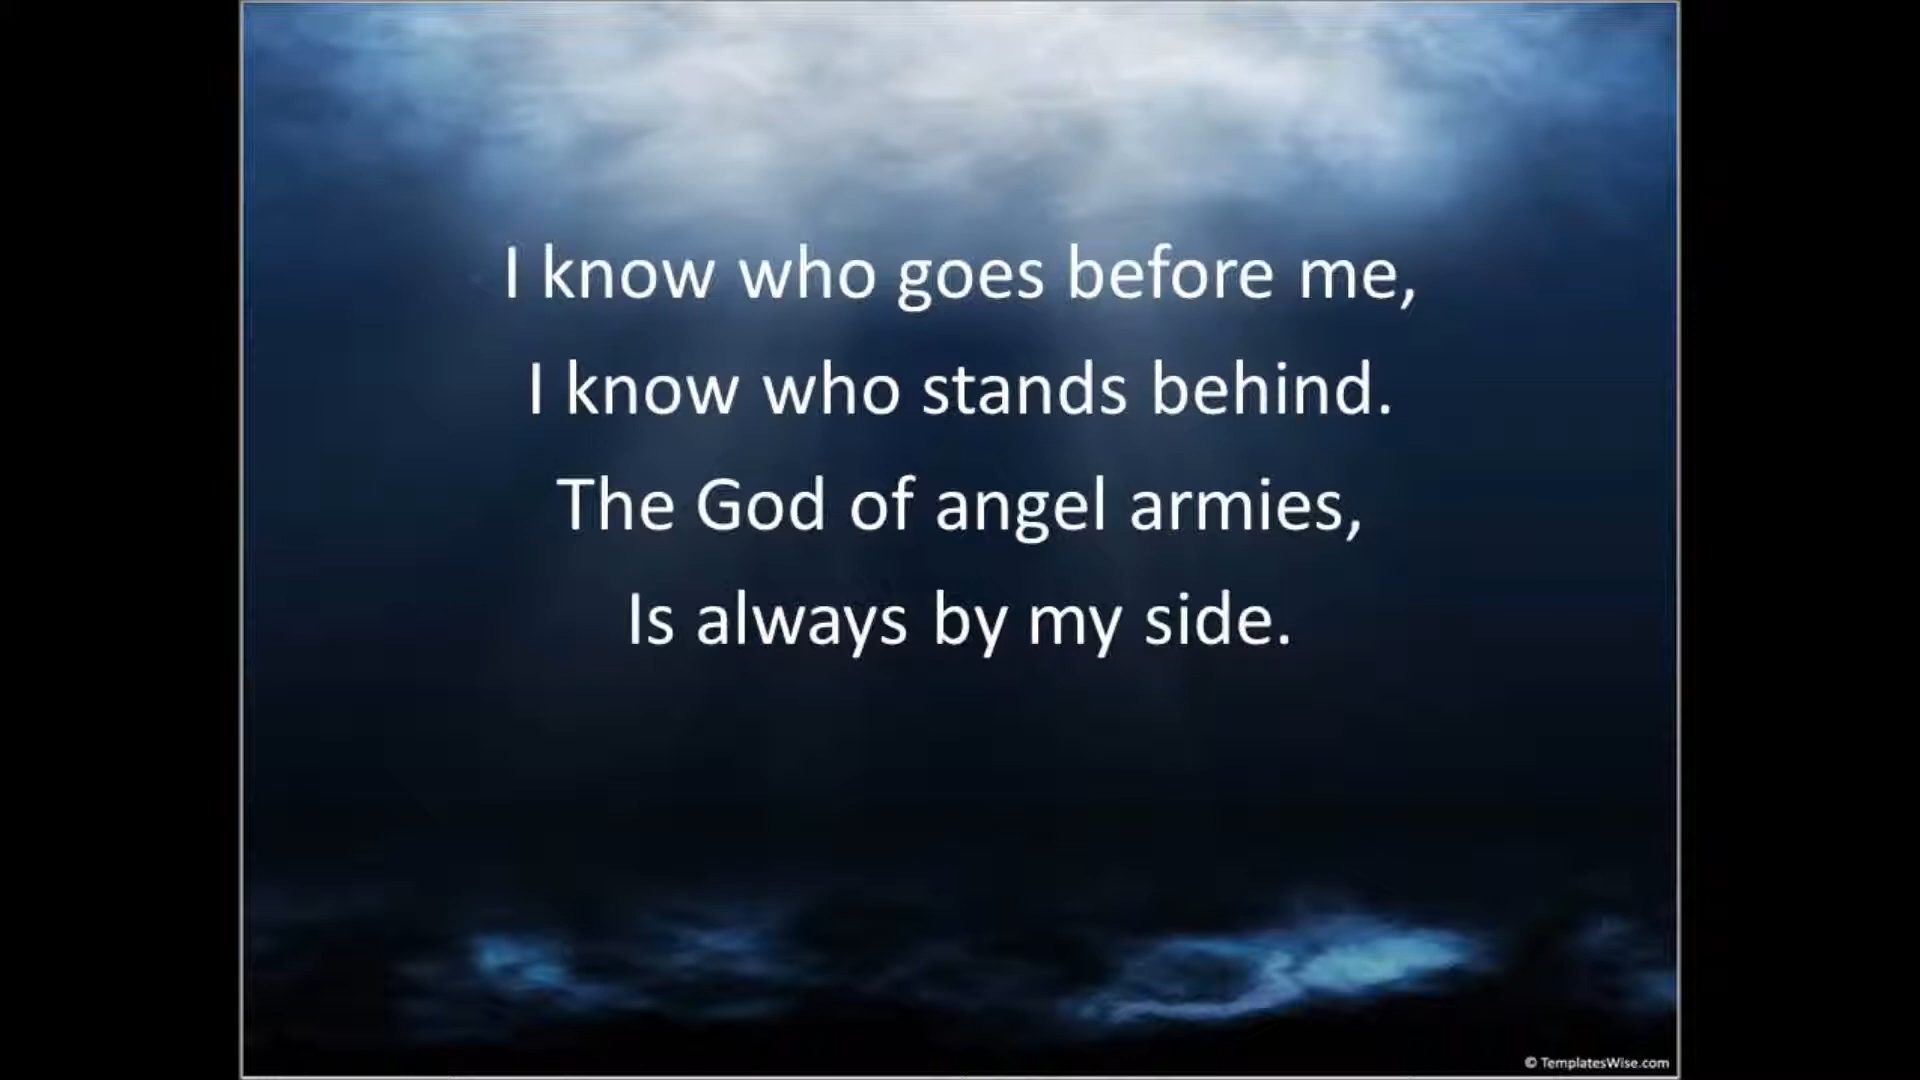 I know who goes before me,
I know who stands behind.
The God of angel armies,
Is always by my side.
© TemplatesWise.com